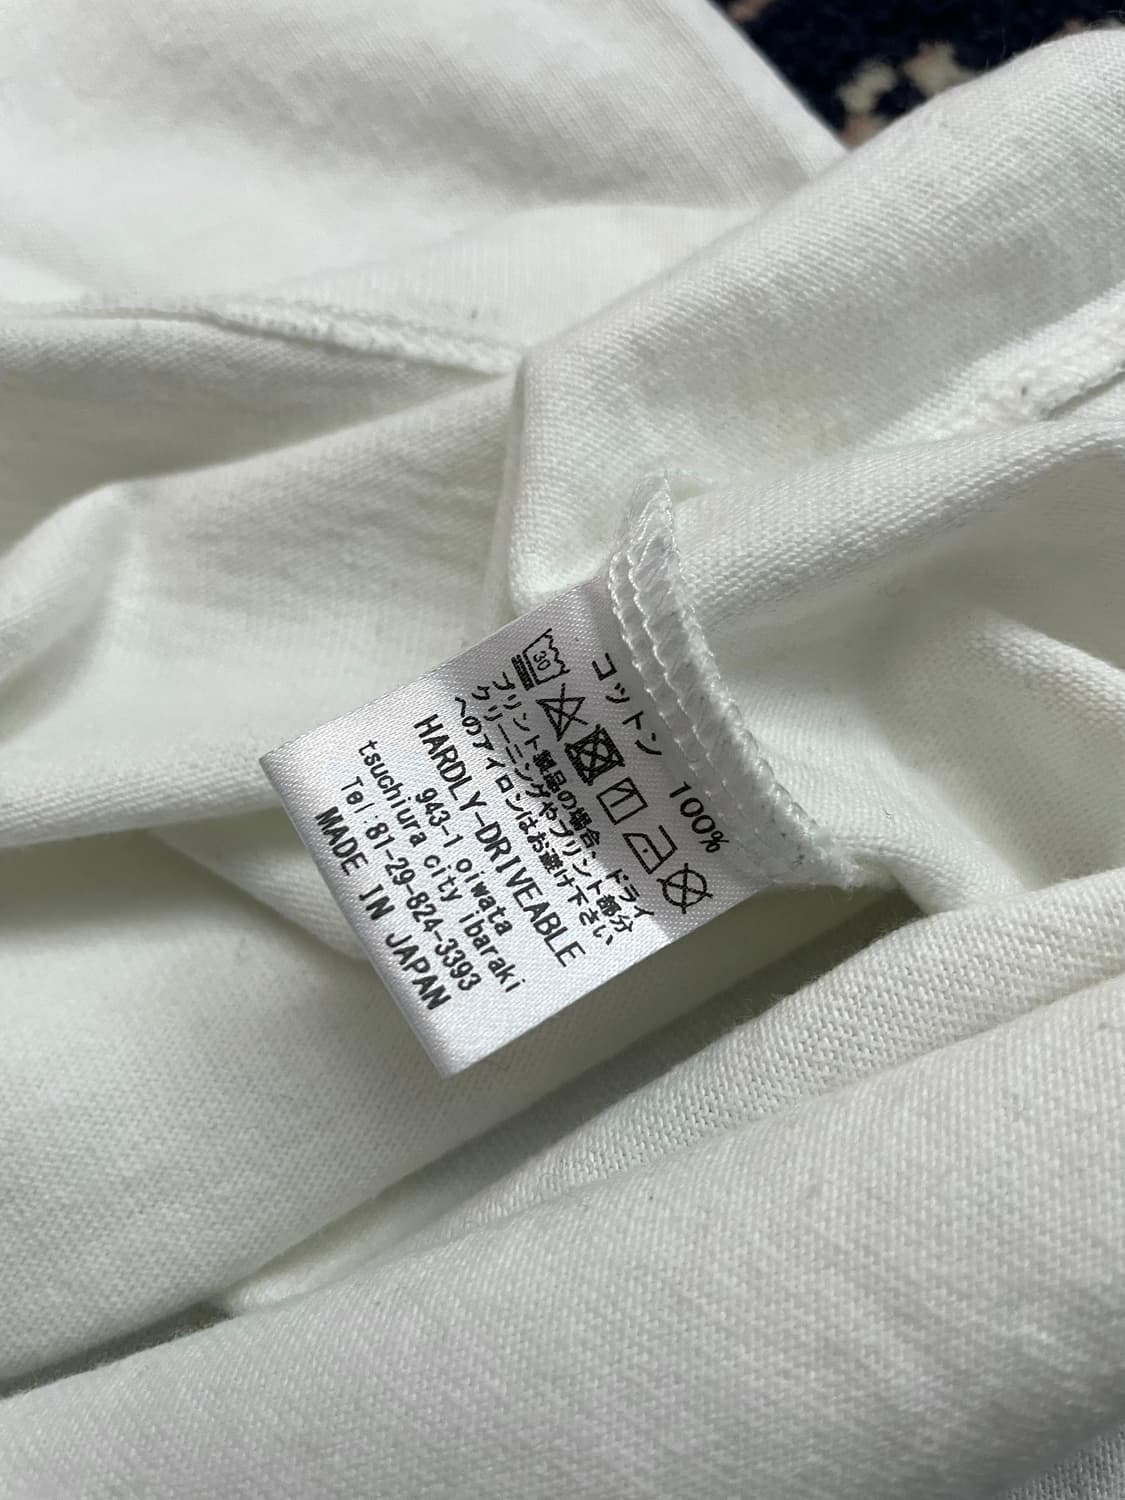 コットン 100%
30
プリント製品の場合、ドライ
クリーニングやプリント部分
へのアイロンはお避け下さい
HARDLY-DRIVEABLE
943-1 oiwata
tsuchiura city ibaraki
Tel:81-29-824-3393
MADE IN JAPAN